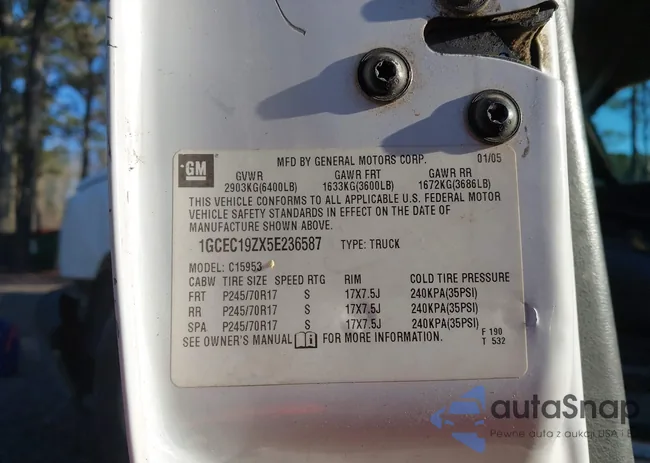 GM
MFD BY GENERAL MOTORS CORP. 01/05
GVWR GAWR FRT GAWR RR
2903KG(6400LB) 1633KG(3600LB) 1672KG(3686LB)
THIS VEHICLE CONFORMS TO ALL APPLICABLE U.S. FEDERAL MOTOR
VEHICLE SAFETY STANDARDS IN EFFECT ON THE DATE OF
MANUFACTURE SHOWN ABOVE.
1GCEC19ZX5E236587 TYPE: TRUCK
MODEL: C15953
CABW TIRE SIZE SPEED RTG RIM COLD TIRE PRESSURE
FRT P245/70R17 S 17X7.5J 240KPA(35PSI)
RR P245/70R17 S 17X7.5J 240KPA(35PSI)
SPA P245/70R17 S 17X7.5J 240KPA(35PSI)
SEE OWNER'S MANUAL i FOR MORE INFORMATION. F 190
T 532
autaSnap
Pewne auta z aukcji USA i